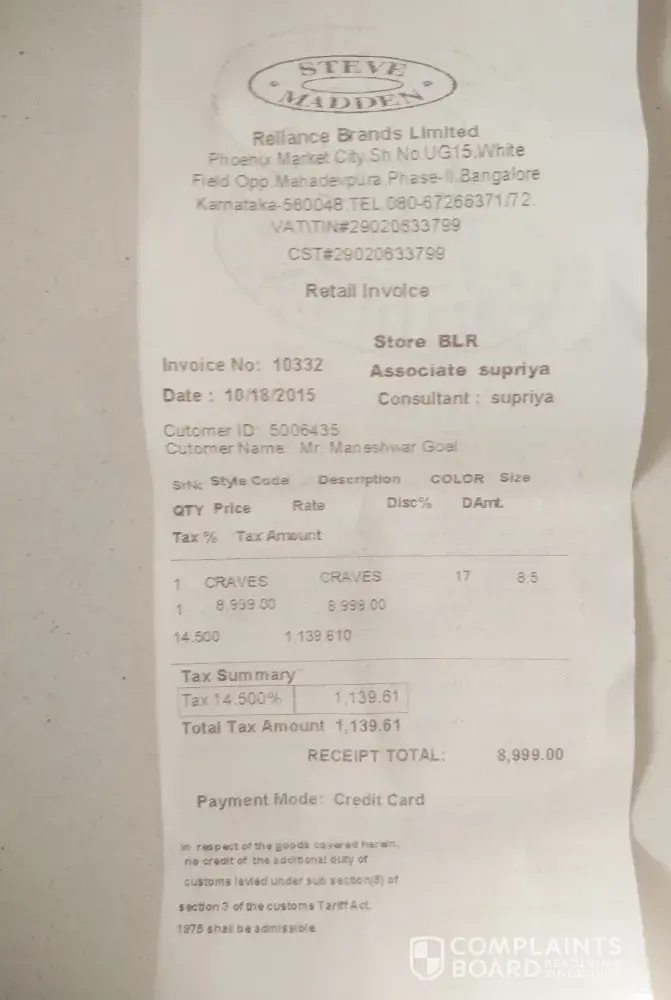 STEVE
MADDEN
Reliance Brands Limited
Phoenix Market City,Sh No.UG15,White
Field Opp.Mahadevpura,Phase-II,Bangalore
Karnataka-560048,TEL.080-67266371/72.
VAT\TIN#29020633799
CST#29020633799
Retail Invoice
Store BLR
Invoice No: 10332
Associate supriya
Date : 10/18/2015
Consultant : supriya
Cutomer ID: 5006435
Cutomer Name: Mr. Maneshwar Goel
SrNc Style Code Description COLOR Size
QTY Price Rate Disc% DAmt.
Tax % Tax Amount
1 CRAVES CRAVES 17 8.5
1 8,999.00 8,999.00
14.500 1,139.610
Tax Summary
Tax 14.500% 1,139.61
Total Tax Amount 1,139.61
RECEIPT TOTAL: 8,999.00
Payment Mode: Credit Card
In respect of the goods covered herein,
no credit of the additional duty of
customs levied under sub section(5) of
section 3 of the customs Tariff Act.
1975 shall be admissible.
COMPLAINTS
BOARD RESOLVING
SINCE 2004